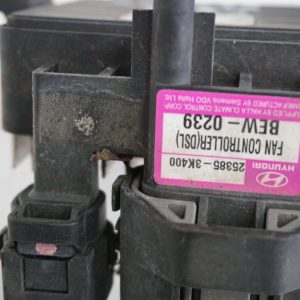 HYUNDAI
25385-3K400
FAN CONTROLLER(DSL)
BEW-0239
SUPPLIED BY HALLA CLIMATE CONTROL CORP.
MANUFACTURED BY Siemens VDO Halla Ltd.